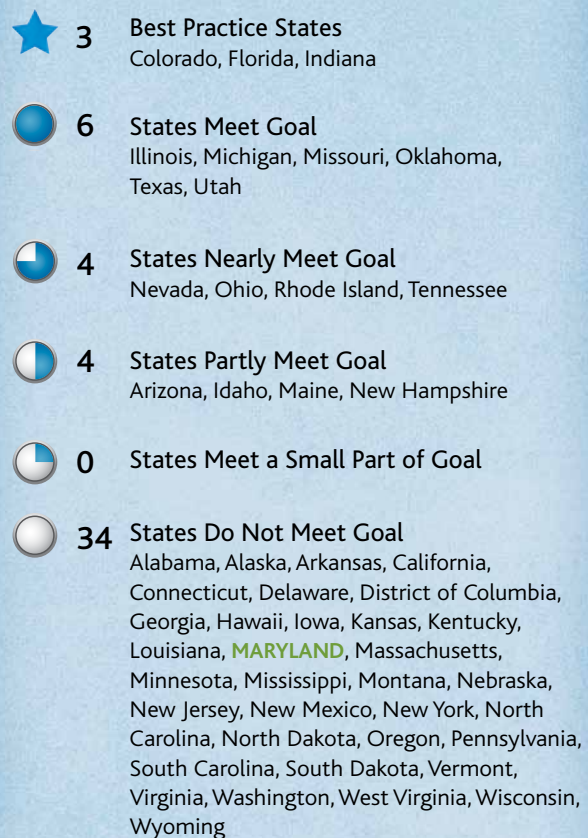 3 Best Practice States
Colorado, Florida, Indiana
6 States Meet Goal
Illinois, Michigan, Missouri, Oklahoma,
Texas, Utah
4 States Nearly Meet Goal
Nevada, Ohio, Rhode Island, Tennessee
4 States Partly Meet Goal
Arizona, Idaho, Maine, New Hampshire
0 States Meet a Small Part of Goal
34 States Do Not Meet Goal
Alabama, Alaska, Arkansas, California,
Connecticut, Delaware, District of Columbia,
Georgia, Hawaii, Iowa, Kansas, Kentucky,
Louisiana, MARYLAND, Massachusetts,
Minnesota, Mississippi, Montana, Nebraska,
New Jersey, New Mexico, New York, North
Carolina, North Dakota, Oregon, Pennsylvania,
South Carolina, South Dakota, Vermont,
Virginia, Washington, West Virginia, Wisconsin,
Wyoming